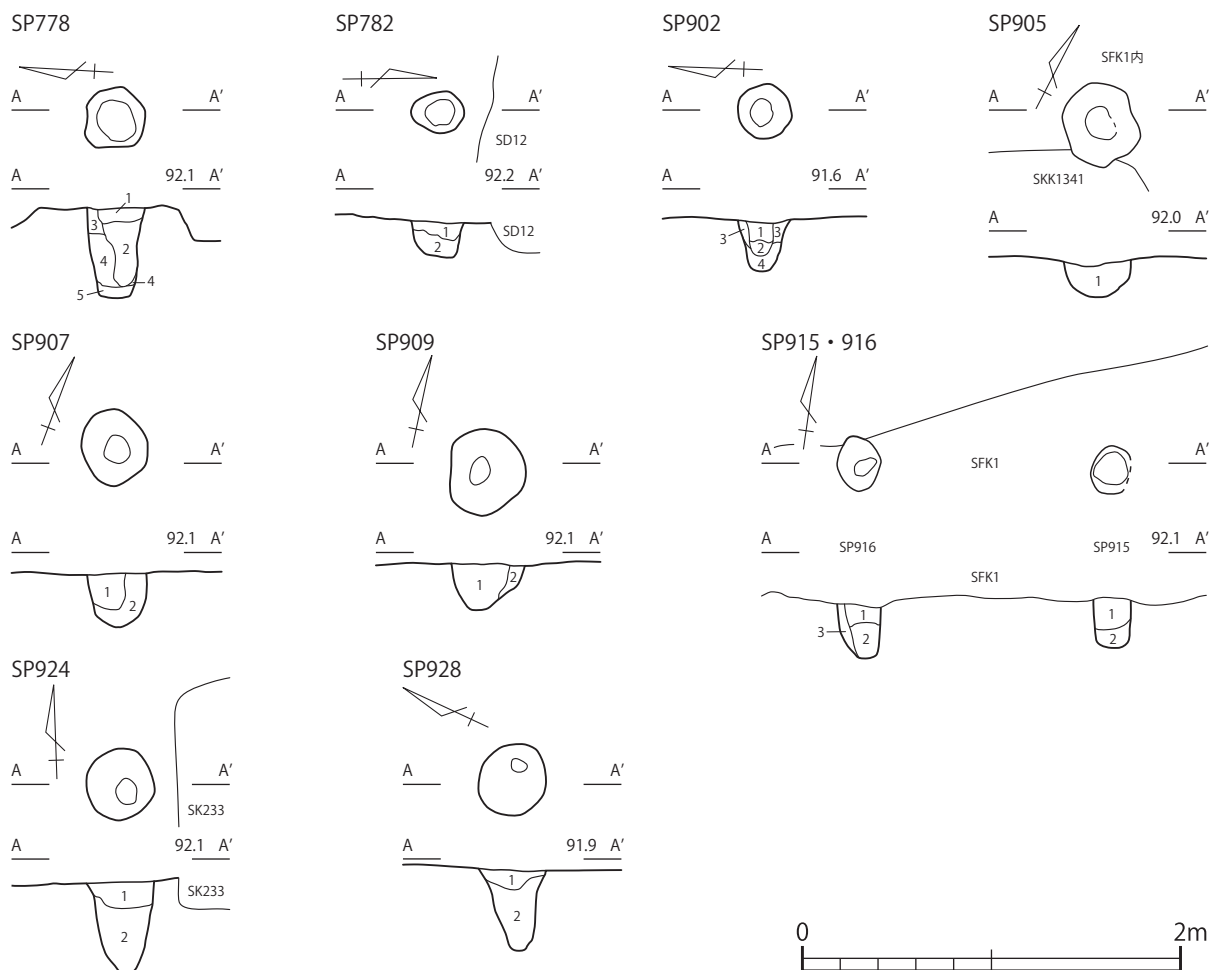 SP778
A A′
A 92.1 A′
1
3
2
4
4
5
SP782
A A′
SD12
A 92.2 A′
1
2
SD12
SP902
A A′
A 91.6 A′
3
1
3
2
4
SP905
SFK1内
A A′
SKK1341
A 92.0 A′
1
SP907
A A′
A 92.1 A′
1
2
SP909
A A′
A 92.1 A′
1
2
SP915・916
A SFK1 A′
A SP916 SP915 92.1 A′
SFK1
1
3
2
1
2
SP924
A A′
SK233
A 92.1 A′
SK233
1
2
SP928
A A′
A 91.9 A′
1
2
0 2m